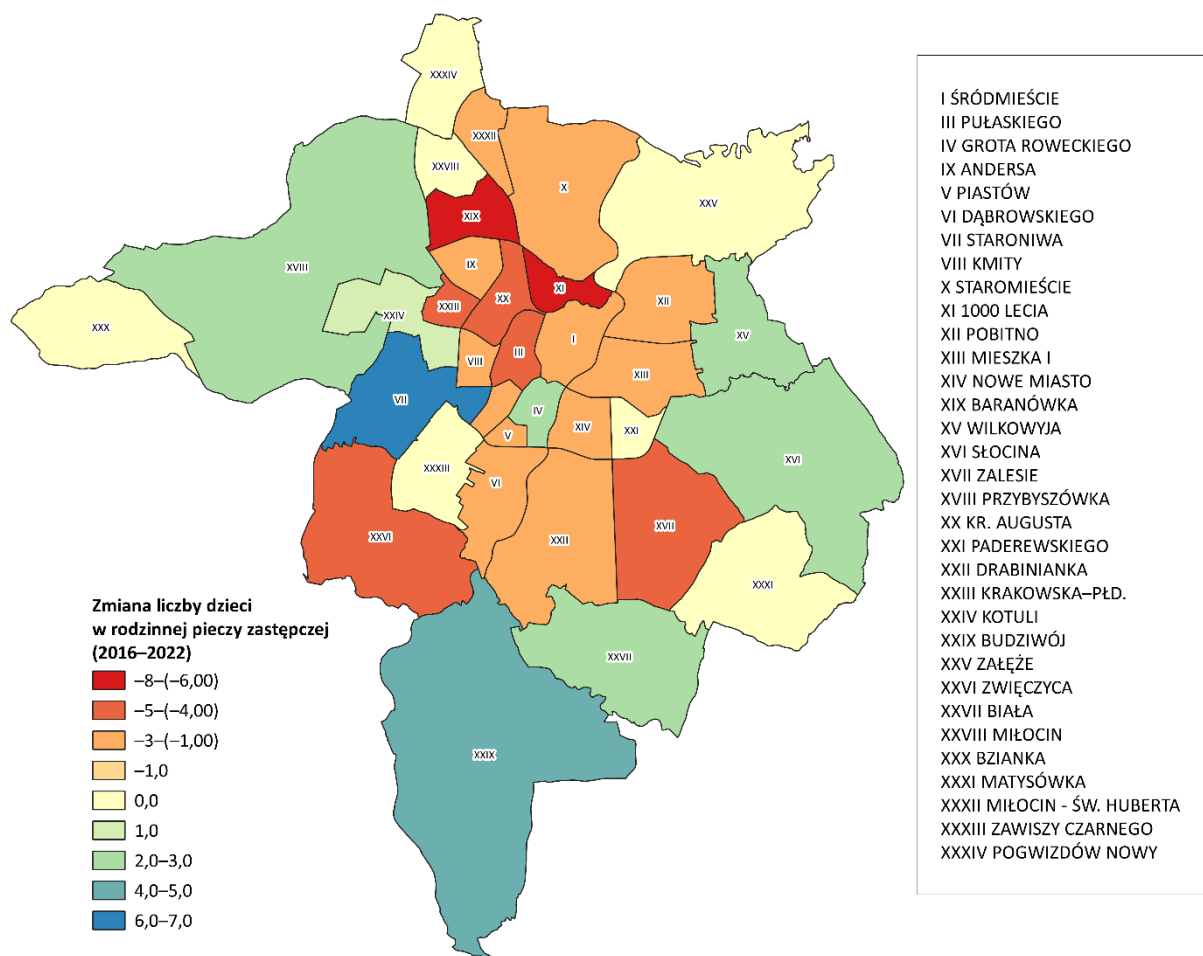 XXXIV
XXXII
XXVIII
X
XIX
XXV
IX
XVIII
XI
XX
XII
XXIII
XXIV
XXX
XV
I
III
VIII
XIII
VII
IV
XIV
XXI
V
XVI
XXXIII
VI
XVII
XXVI
XXII
XXXI
XXVII
XXIX
Zmiana liczby dzieci
w rodzinnej pieczy zastępczej
(2016–2022)
–8–(–6,00)
–5–(–4,00)
–3–(–1,00)
–1,0
0,0
1,0
2,0–3,0
4,0–5,0
6,0–7,0
I ŚRÓDMIEŚCIE
III PUŁASKIEGO
IV GROTA ROWECKIEGO
IX ANDERSA
V PIASTÓW
VI DĄBROWSKIEGO
VII STARONIWA
VIII KMITY
X STAROMIEŚCIE
XI 1000 LECIA
XII POBITNO
XIII MIESZKA I
XIV NOWE MIASTO
XIX BARANÓWKA
XV WILKOWYJA
XVI SŁOCINA
XVII ZALESIE
XVIII PRZYBYSZÓWKA
XX KR. AUGUSTA
XXI PADEREWSKIEGO
XXII DRABINIANKA
XXIII KRAKOWSKA–PŁD.
XXIV KOTULI
XXIX BUDZIWÓJ
XXV ZAŁĘŻE
XXVI ZWIĘCZYCA
XXVII BIAŁA
XXVIII MIŁOCIN
XXX BZIANKA
XXXI MATYSÓWKA
XXXII MIŁOCIN - ŚW. HUBERTA
XXXIII ZAWISZY CZARNEGO
XXXIV POGWIZDÓW NOWY